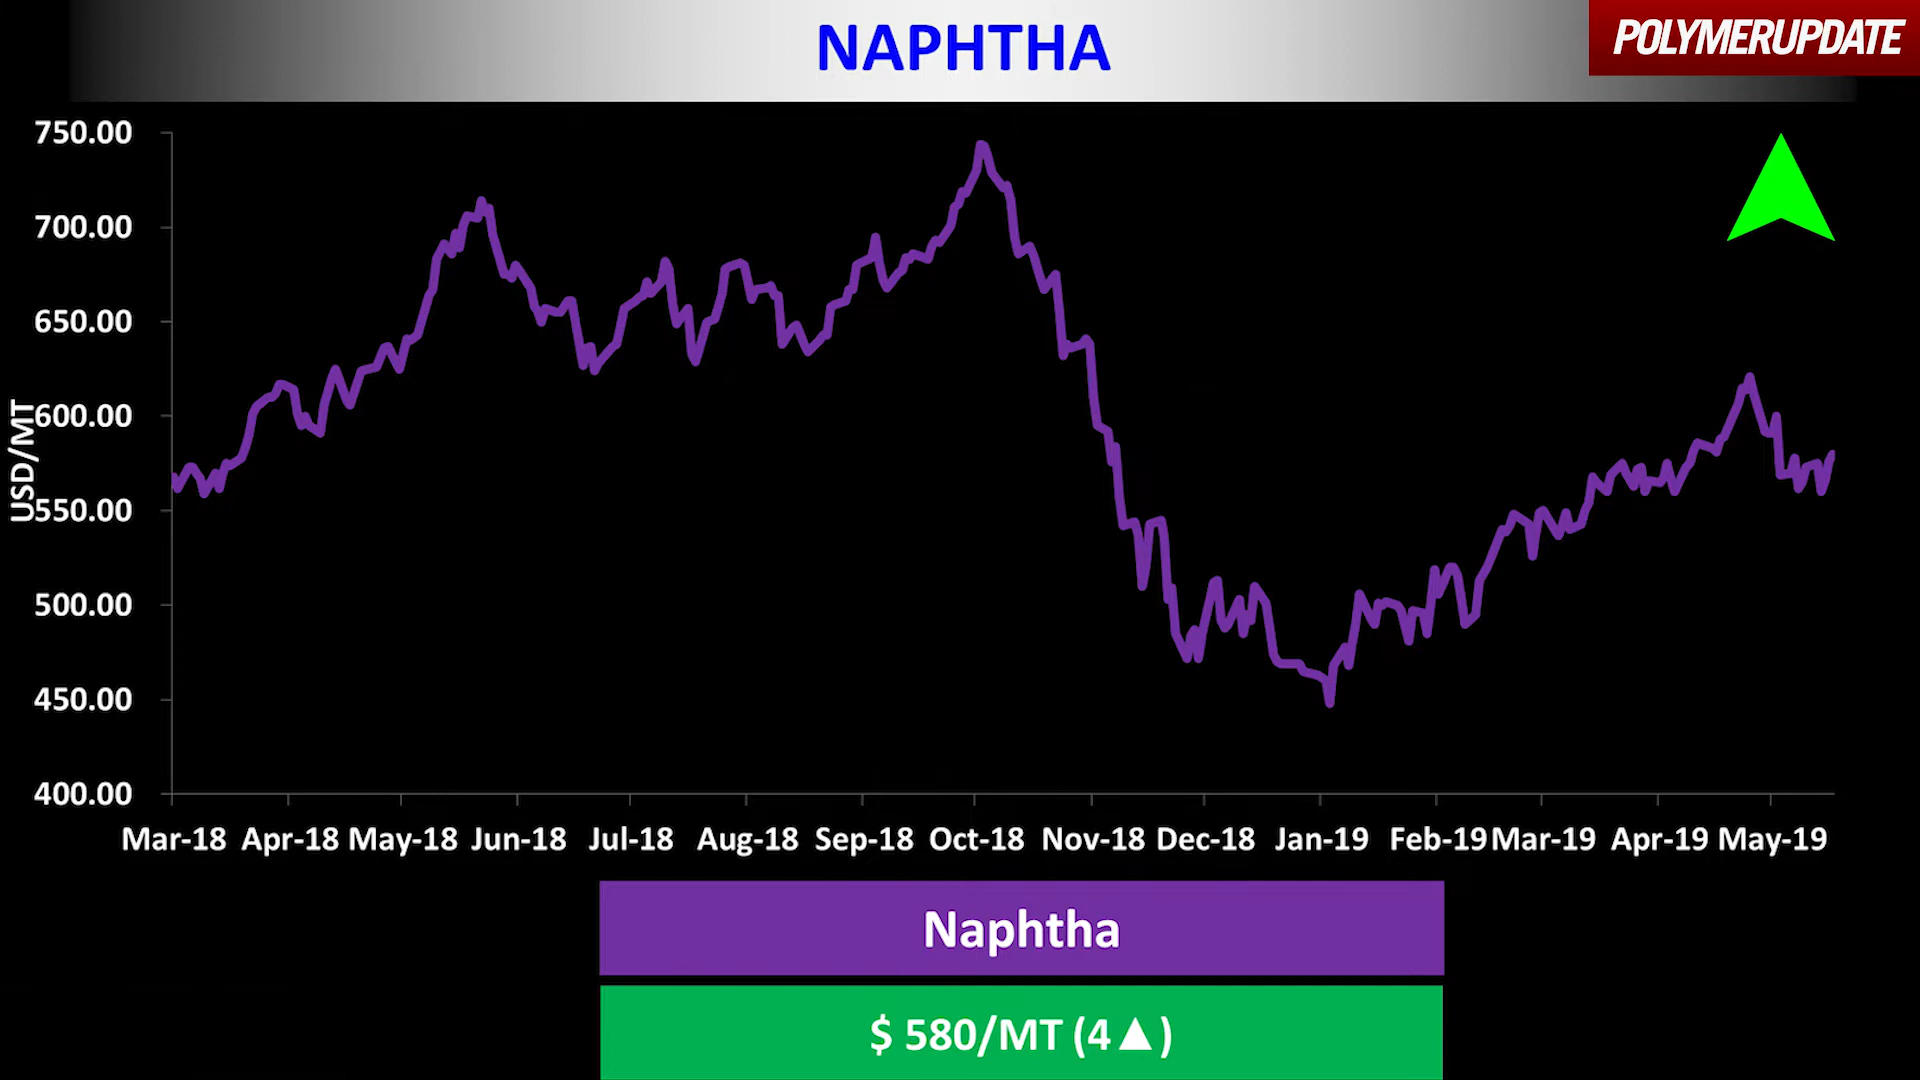 NAPHTHA
POLYMERUPDATE
750.00
700.00
650.00
600.00
550.00
500.00
450.00
400.00
USD/MT
Mar-18 Apr-18 May-18 Jun-18 Jul-18 Aug-18 Sep-18 Oct-18 Nov-18 Dec-18 Jan-19 Feb-19 Mar-19 Apr-19 May-19
Naphtha
$ 580/MT (4▲)